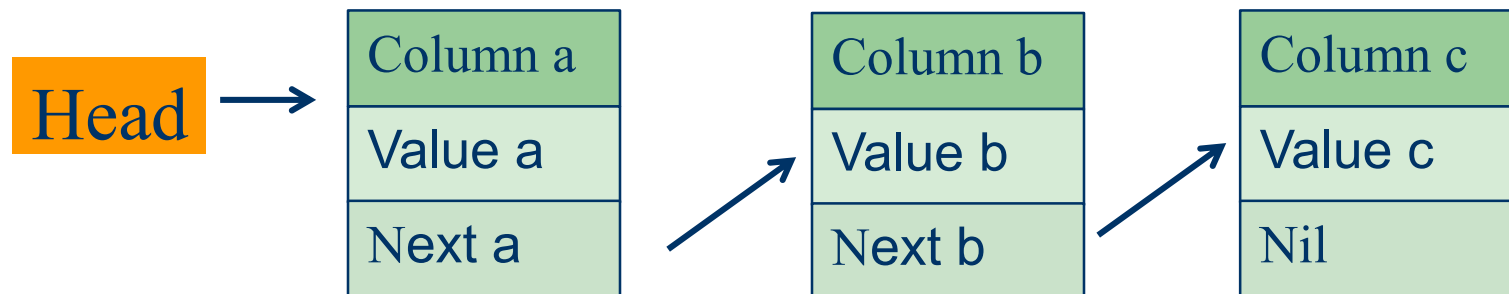 Head
Column a
Value a
Next a
Column b
Value b
Next b
Column c
Value c
Nil